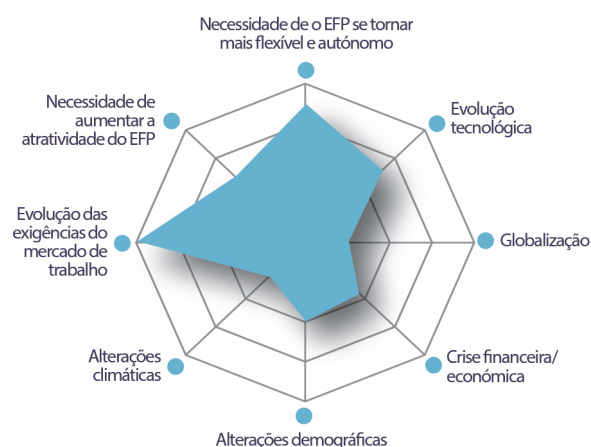 Necessidade de o EFP se tornar
mais flexível e autónomo
Evolução
tecnológica
Globalização
Crise financeira/
económica
Alterações demográficas
Alterações
climáticas
Evolução das
exigências do
mercado de
trabalho
Necessidade de
aumentar a
atratividade do EFP